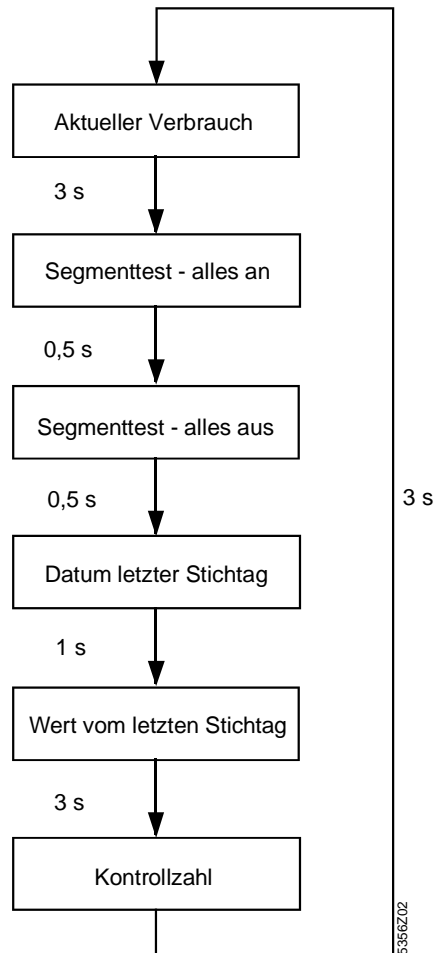 Aktueller Verbrauch
3 s
Segmenttest - alles an
0,5 s
Segmenttest - alles aus
0,5 s
3 s
Datum letzter Stichtag
1 s
Wert vom letzten Stichtag
3 s
Kontrollzahl
5356Z02